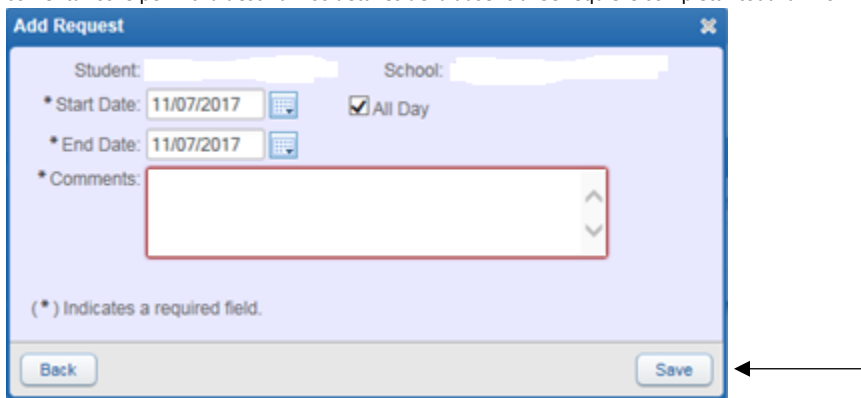 Add Request
Student: School:
* Start Date: 11/07/2017 All Day
* End Date: 11/07/2017
* Comments:
( * ) Indicates a required field.
Back Save